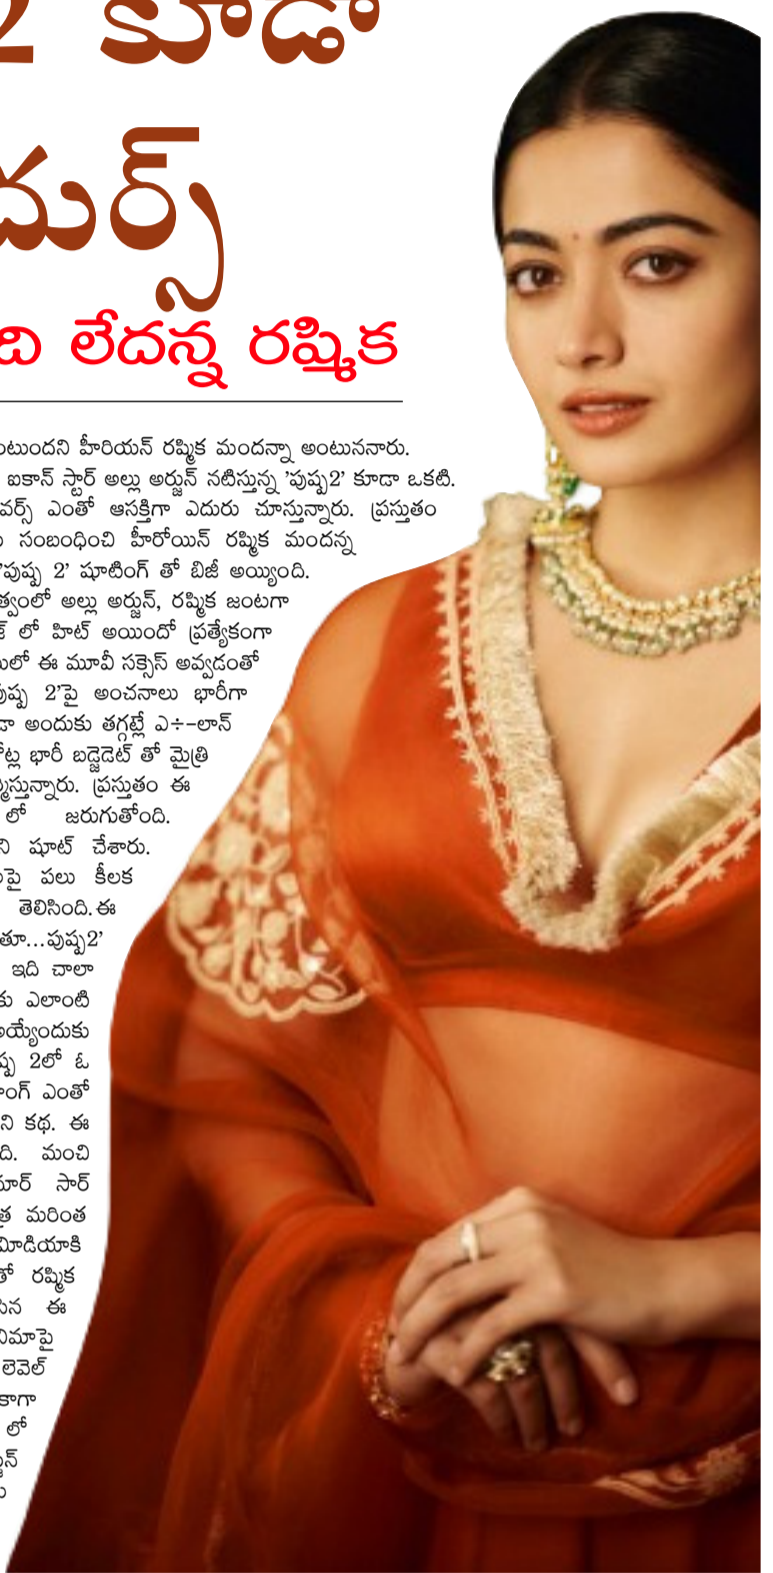 2 కూడా
దుర్స్
ది లేదన్న రష్మిక
ంటుందని హీరియన్ రష్మిక మందన్నా అంటుననారు.
ఐకాన్ స్టార్ అల్లు అర్జున్ నటిస్తున్న 'పుష్ప2' కూడా ఒకటి.
వర్స్ ఎంతో ఆసక్తిగా ఎదురు చూస్తున్నారు. ప్రస్తుతం
సంబంధించి హీరోయిన్ రష్మిక మందన్న
'పుష్ప 2' షూటింగ్ తో బిజీ అయ్యింది.
త్వంలో అల్లు అర్జున్, రష్మిక జంటగా
జ్ లో హిట్ అయిందో ప్రత్యేకంగా
లో ఈ మూవీ సక్సెస్ అవ్వడంతో
పుష్ప 2'పై అంచనాలు భారీగా
డా అందుకు తగ్గట్లే ఎ÷-లాన్
ోట్ల భారీ బడ్జెడెట్ తో మైత్రి
్మిస్తున్నారు. ప్రస్తుతం ఈ
లో జరుగుతోంది.
ని షూట్ చేశారు.
పై పలు కీలక
తెలిసింది.ఈ
తూ...పుష్ప2'
ఇది చాలా
కు ఎలాంటి
అయ్యేందుకు
ష్ప 2లో ఓ
ాంగ్ ఎంతో
ని కథ. ఈ
ది. మంచి
మార్ సార్
త్ర మరింత
మీడియాకి
తో రష్మిక
సిన ఈ
నిమాపై
లెవెల్
కాగా
లో
్జున్